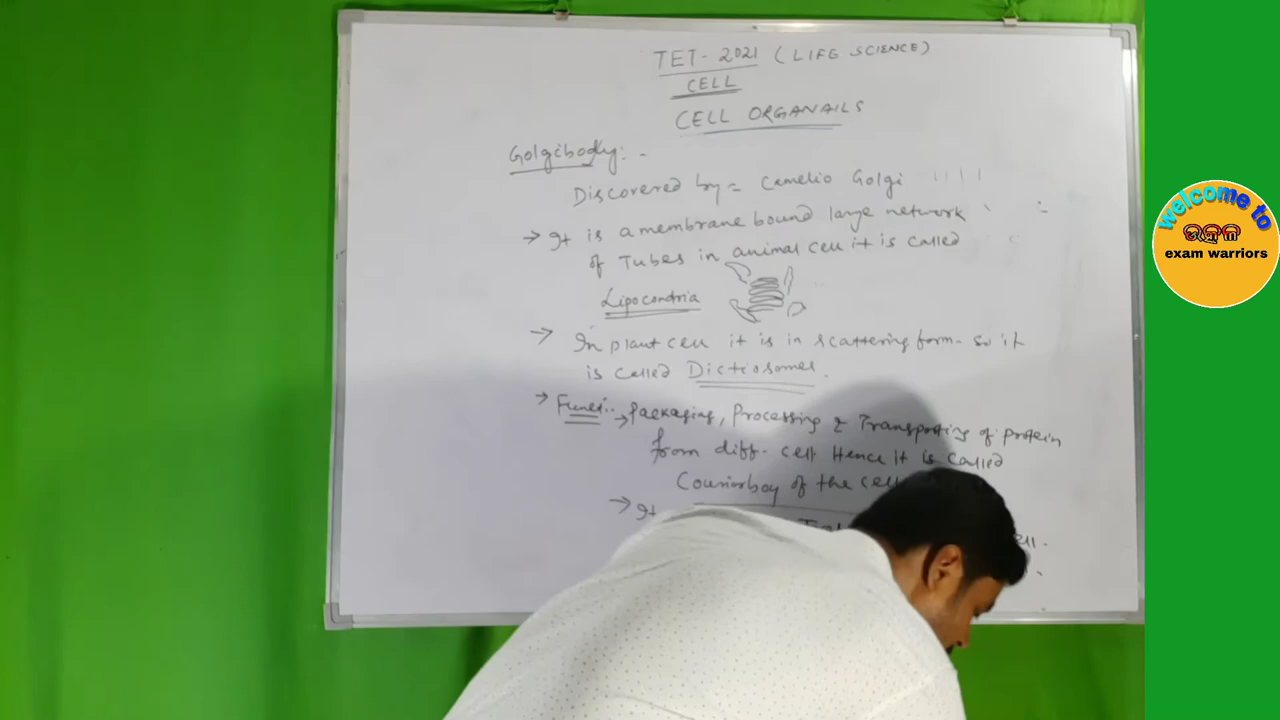 TET- 2021 (LIFE SCIENCE)
CELL
CELL ORGANAILS
Golgibody:-
Discovered by = Camelio Golgi
→ It is a membrane bound large network
of Tubes in animal cell it is called
Lipocondria
→ In plant cell it is in scattering form. so it
is called Dictiosomes.
→ Funct:. → Packaging, Processing & Transporting of protein
from diff- cell Hence it is called
Courierboy of the cell
→ It
ell.
welcome to
exam warriors